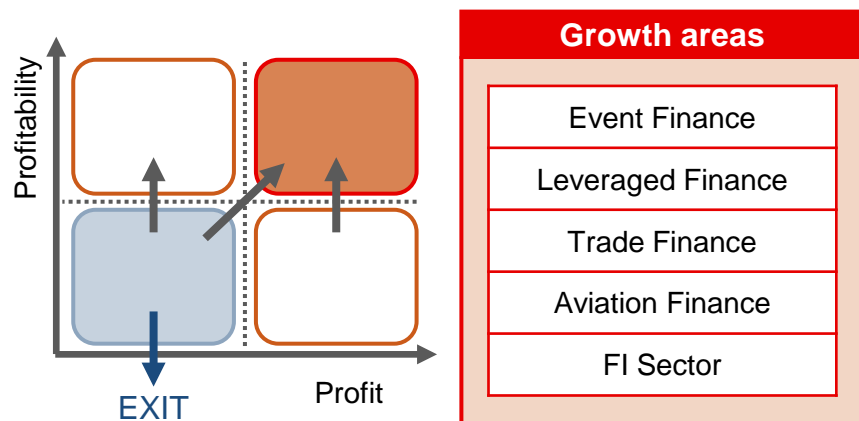 Profitability
Profit
EXIT
Growth areas
Event Finance
Leveraged Finance
Trade Finance
Aviation Finance
FI Sector